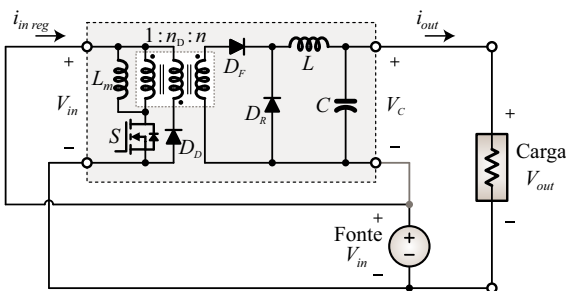 i_in reg
1 : n_D : n
i_out
+
L_m
D_F
L
+
+
V_in
S
D_D
D_R
C
V_C
Carga
V_out
−
−
−
+
Fonte
V_in
+
−
−